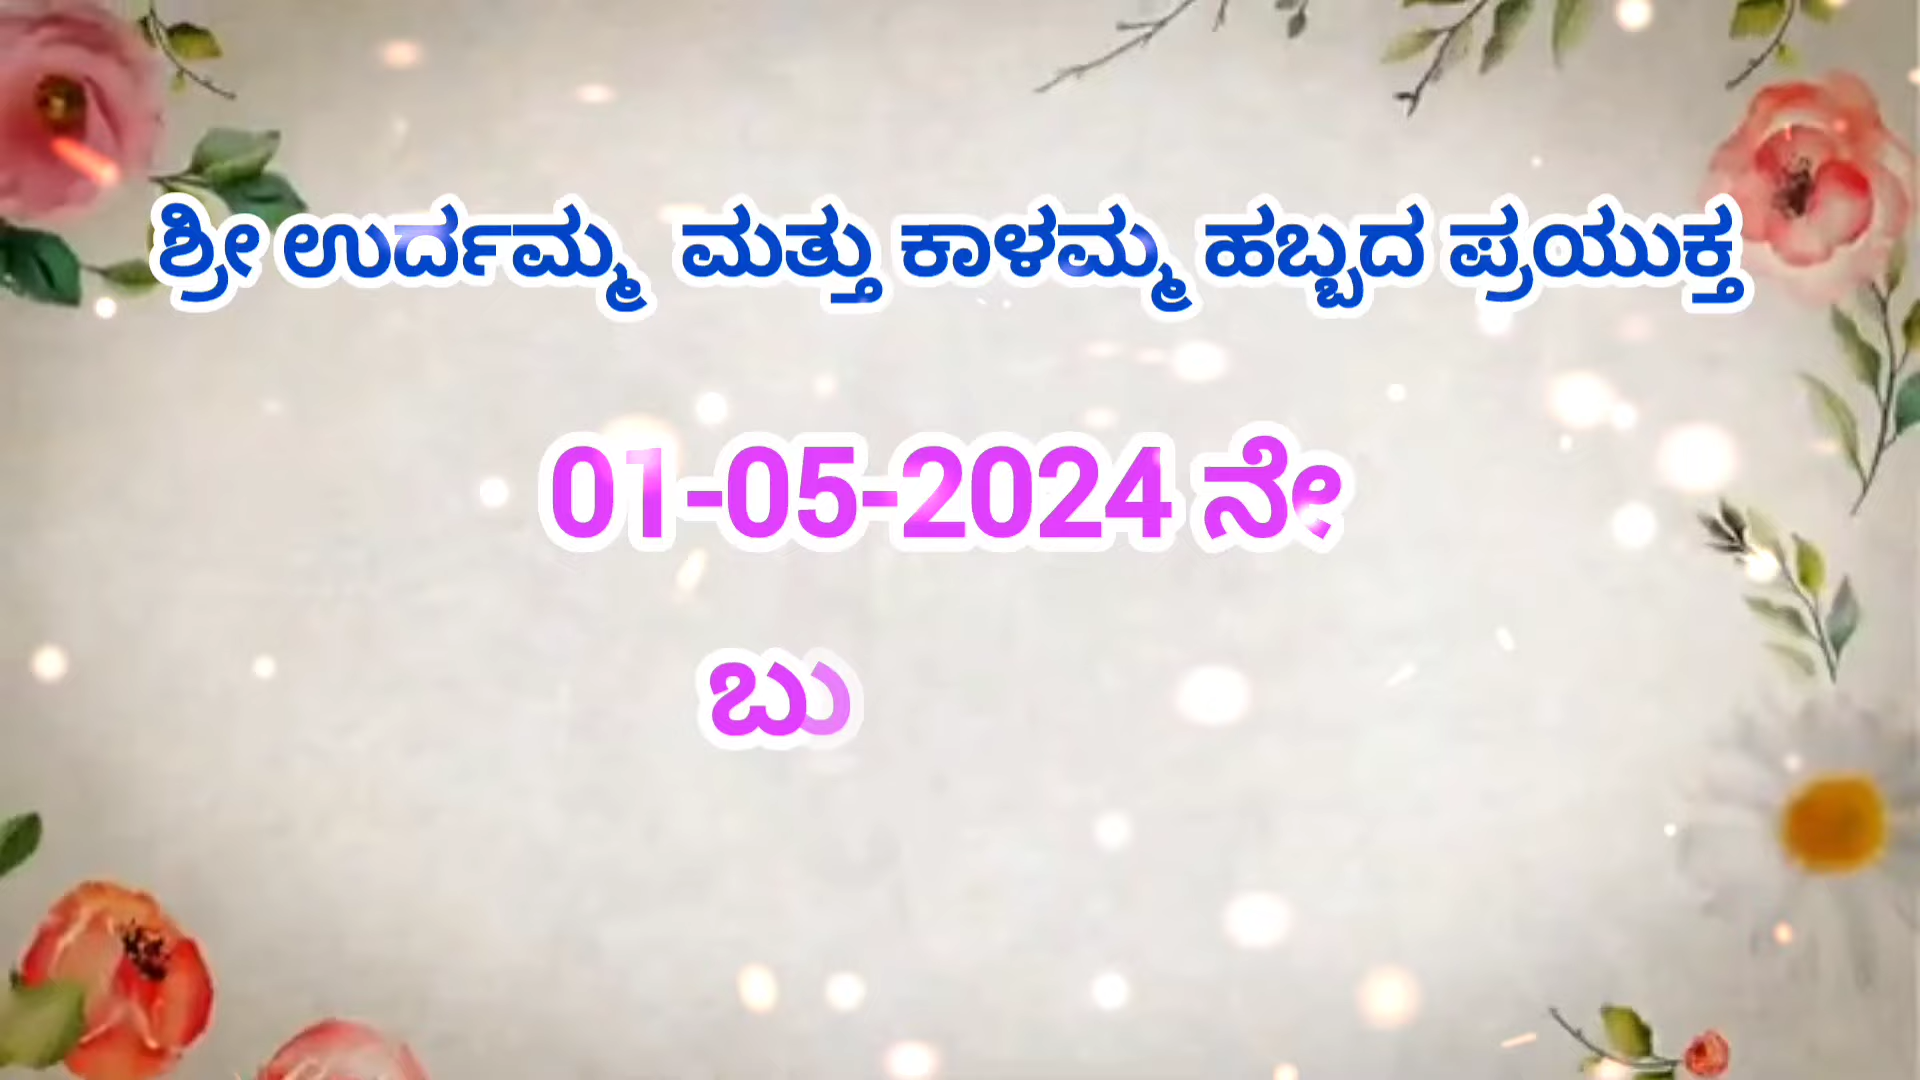 ಶ್ರೀ ಉರ್ದಮ್ಮ ಮತ್ತು ಕಾಳಮ್ಮ ಹಬ್ಬದ ಪ್ರಯುಕ್ತ
01-05-2024 ನೇ
ಬು